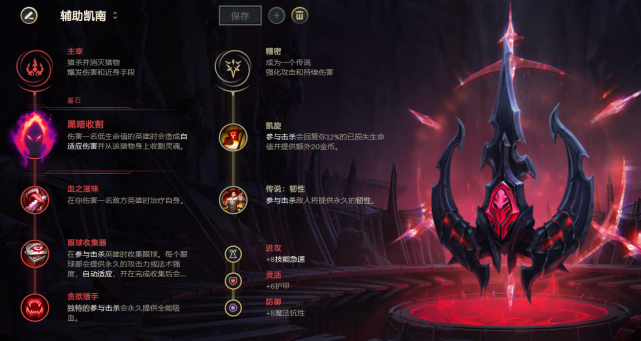 辅助凯南
保存
主宰
猎杀并消灭猎物
爆发伤害和近身手段
基石
黑暗收割
伤害一名低生命值的英雄时会造成自
适应伤害并从该猎物身上收割灵魂。
血之滋味
在你伤害一名敌方英雄时治疗自身。
眼球收集器
在参与击杀英雄时收集眼球。每个眼
球都会提供永久的攻击力或法术强
度，自动适应，并在完成收集后会...
贪欲猎手
独特的参与击杀会永久提供全能吸
血。
精密
成为一个传说
强化攻击和持续伤害
凯旋
参与击杀会回复你12%的已损失生命
值并提供额外20金币。
传说：韧性
参与击杀敌人将提供永久的韧性。
进攻
+8技能急速
灵活
+6护甲
防御
+8魔法抗性